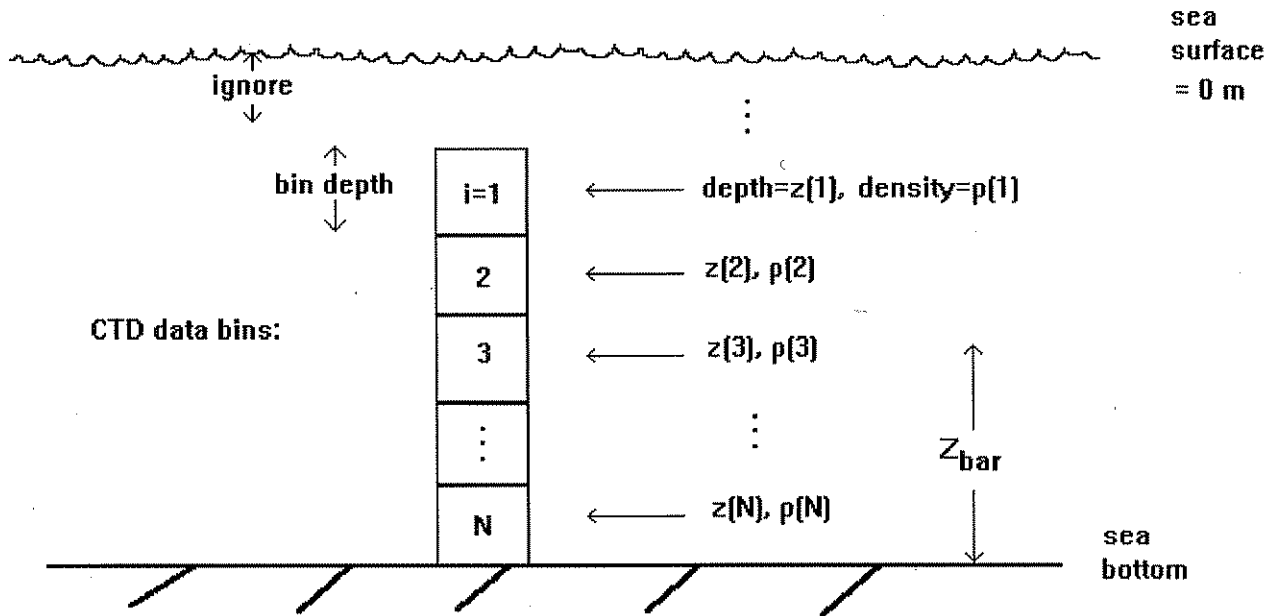 sea
surface
= 0 m
ignore
⋮
bin depth
i=1
depth=z(1), density=ρ(1)
2
z(2), ρ(2)
CTD data bins:
3
z(3), ρ(3)
⋮
⋮
Zbar
N
z(N), ρ(N)
sea
bottom